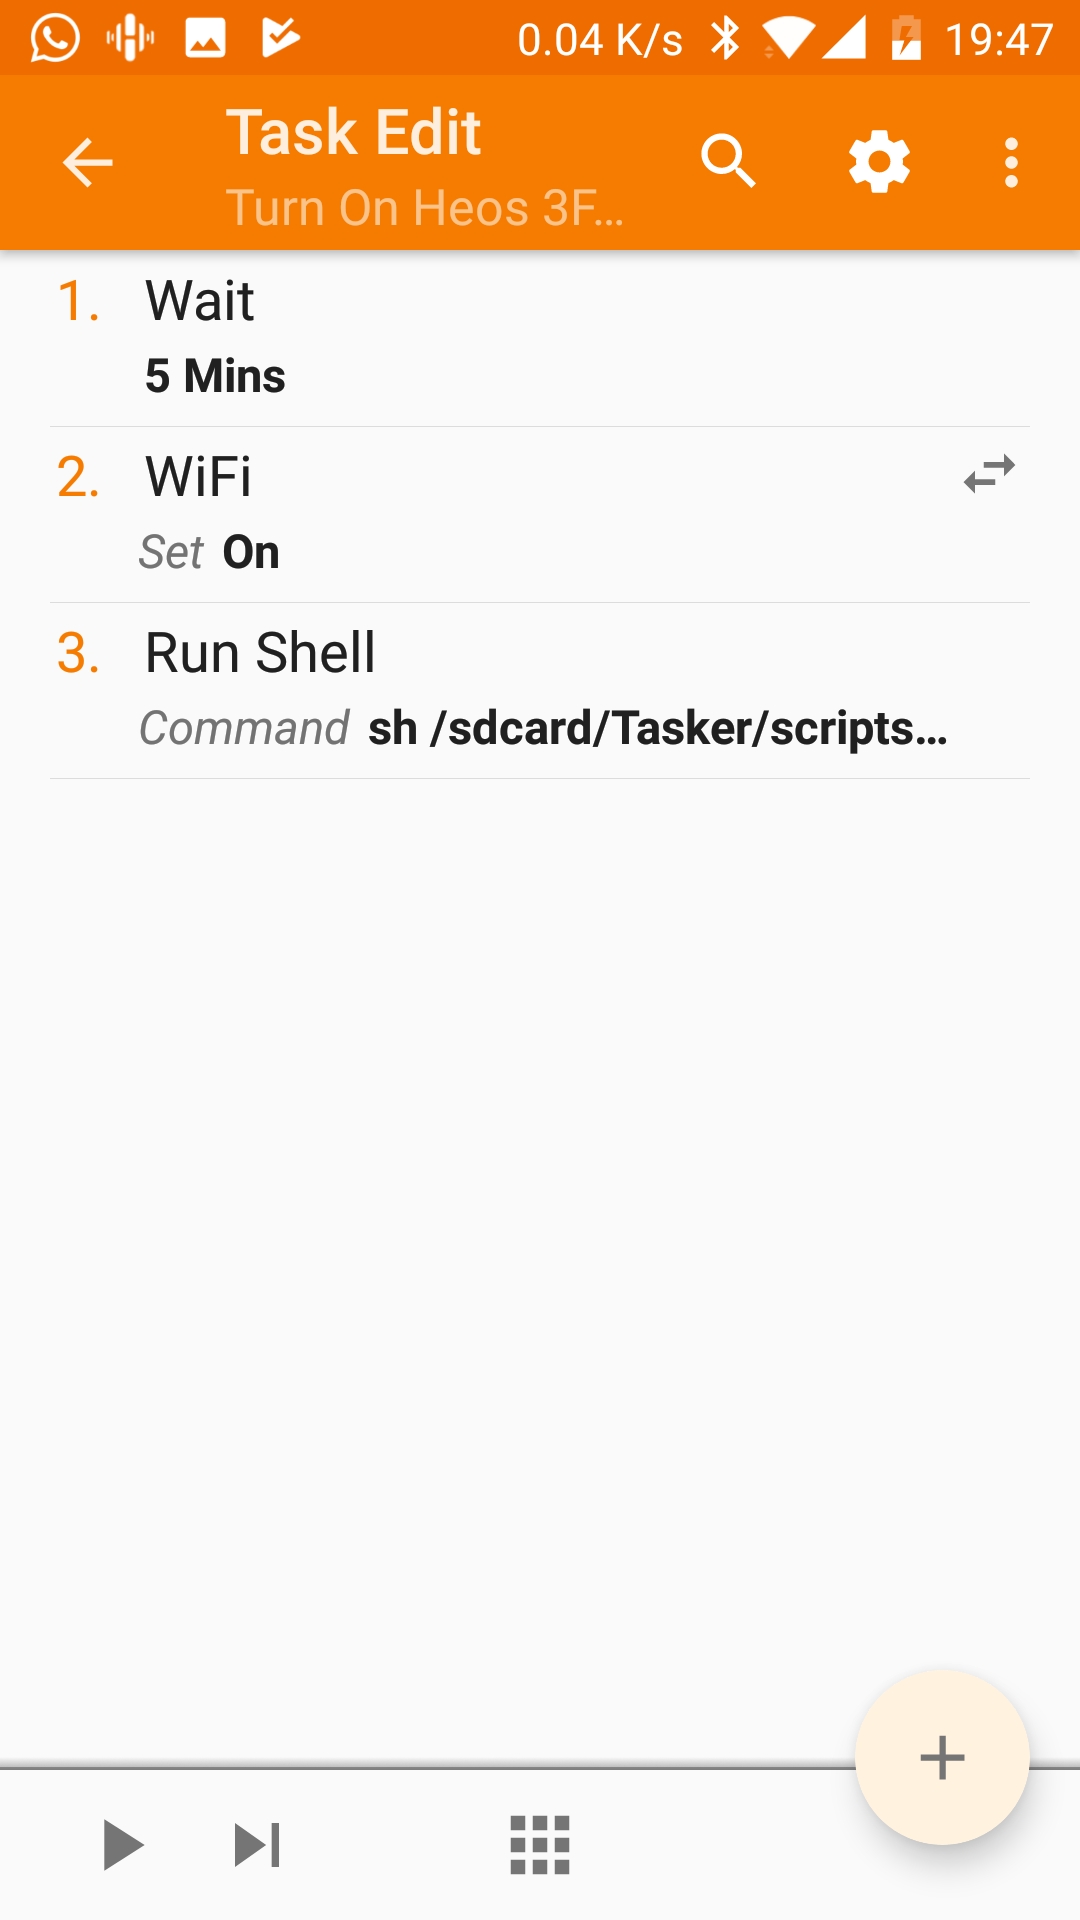 0.04 K/s 19:47
Task Edit
Turn On Heos 3F...
1. Wait
5 Mins
2. WiFi
Set On
3. Run Shell
Command sh /sdcard/Tasker/scripts...